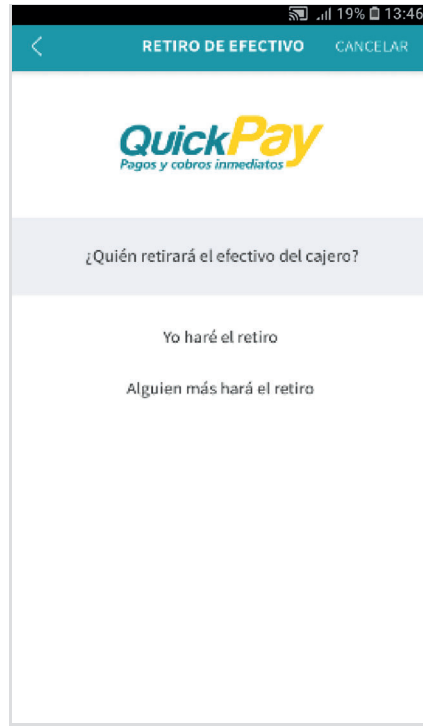 19% 13:46
RETIRO DE EFECTIVO CANCELAR
QuickPay
Pagos y cobros inmediatos
¿Quién retirará el efectivo del cajero?
Yo haré el retiro
Alguien más hará el retiro